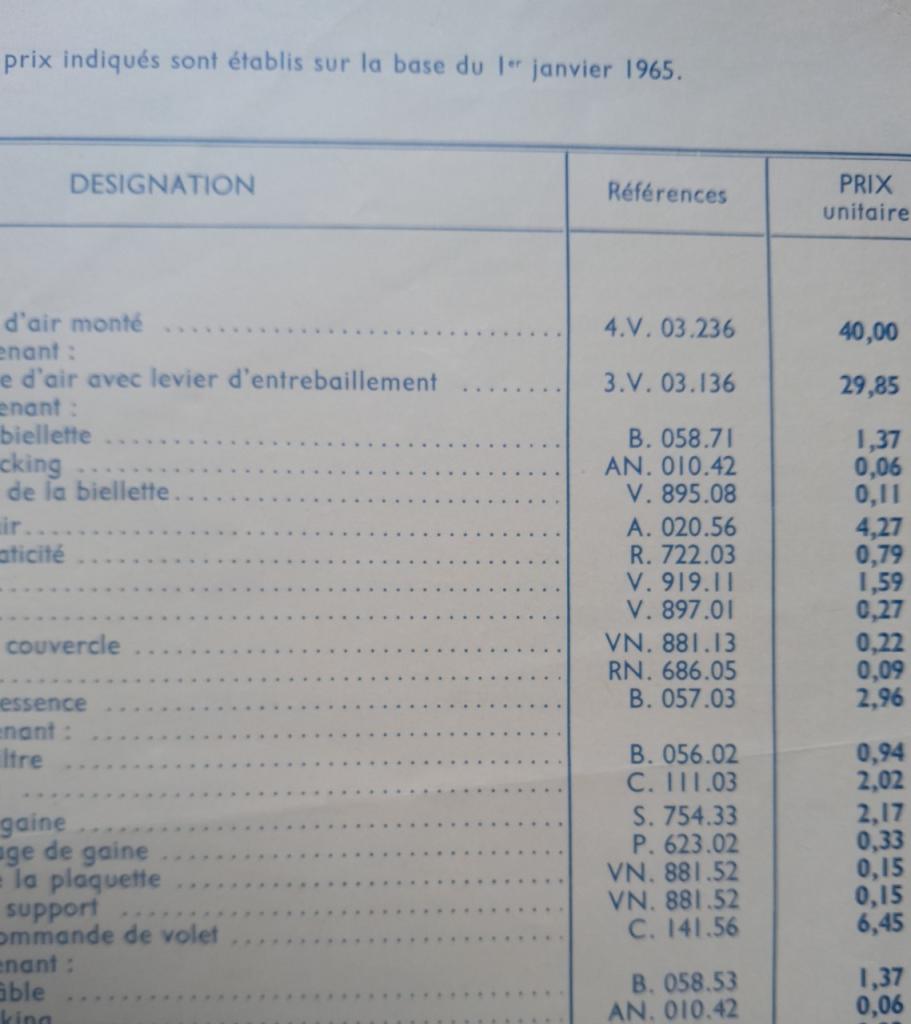 prix indiqués sont établis sur la base du 1er janvier 1965.
DESIGNATION Références PRIX unitaire
d'air monté .............................. 4.V. 03.236 40,00
enant :
e d'air avec levier d'entrebaillement ........ 3.V. 03.136 29,85
enant :
biellette .................................. B. 058.71 1,37
cking .................................... AN. 010.42 0,06
de la biellette............................. V. 895.08 0,11
ir........................................ A. 020.56 4,27
aticité .................................... R. 722.03 0,79
.......................................... V. 919.11 1,59
.......................................... V. 897.01 0,27
couvercle ................................ VN. 881.13 0,22
.......................................... RN. 686.05 0,09
essence .................................. B. 057.03 2,96
enant : ..................................
iltre ..................................... B. 056.02 0,94
........................................ C. 111.03 2,02
gaine .................................... S. 754.33 2,17
age de gaine .............................. P. 623.02 0,33
e la plaquette ............................ VN. 881.52 0,15
support ................................. VN. 881.52 0,15
ommande de volet ........................ C. 141.56 6,45
enant :
âble ..................................... B. 058.53 1,37
king ..................................... AN. 010.42 0,06